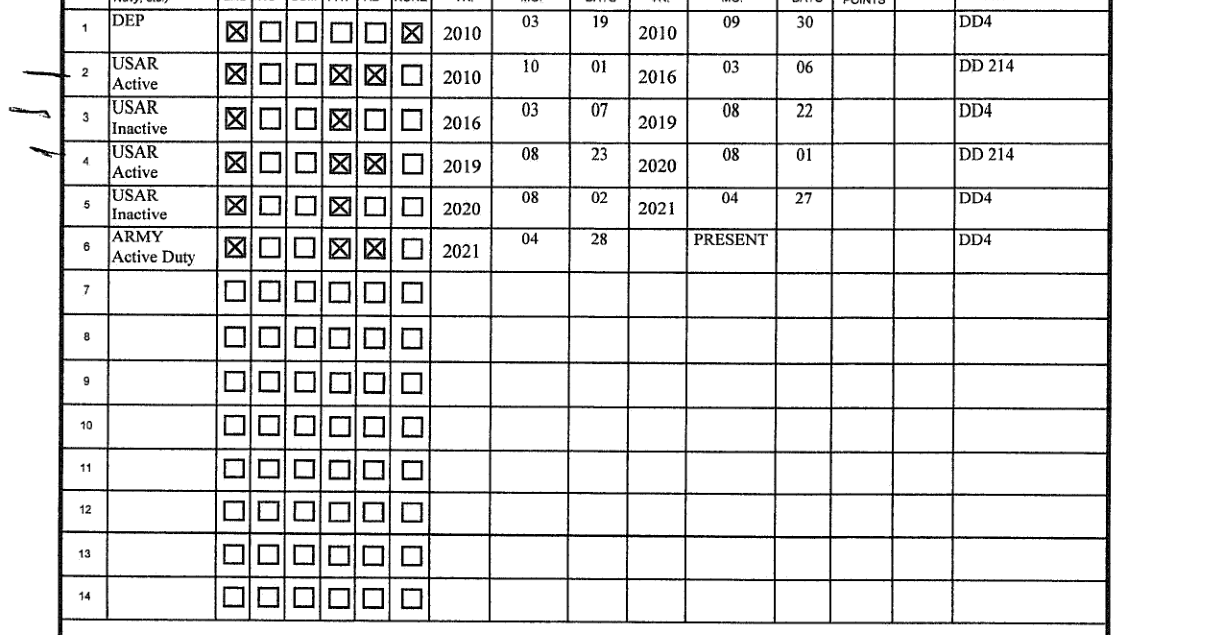 1 DEP 2010 03 19 2010 09 30 DD4
2 USAR 2010 10 01 2016 03 06 DD 214
Active
3 USAR 2016 03 07 2019 08 22 DD4
Inactive
4 USAR 2019 08 23 2020 08 01 DD 214
Active
5 USAR 2020 08 02 2021 04 27 DD4
Inactive
6 ARMY 2021 04 28 PRESENT DD4
Active Duty
7
8
9
10
11
12
13
14